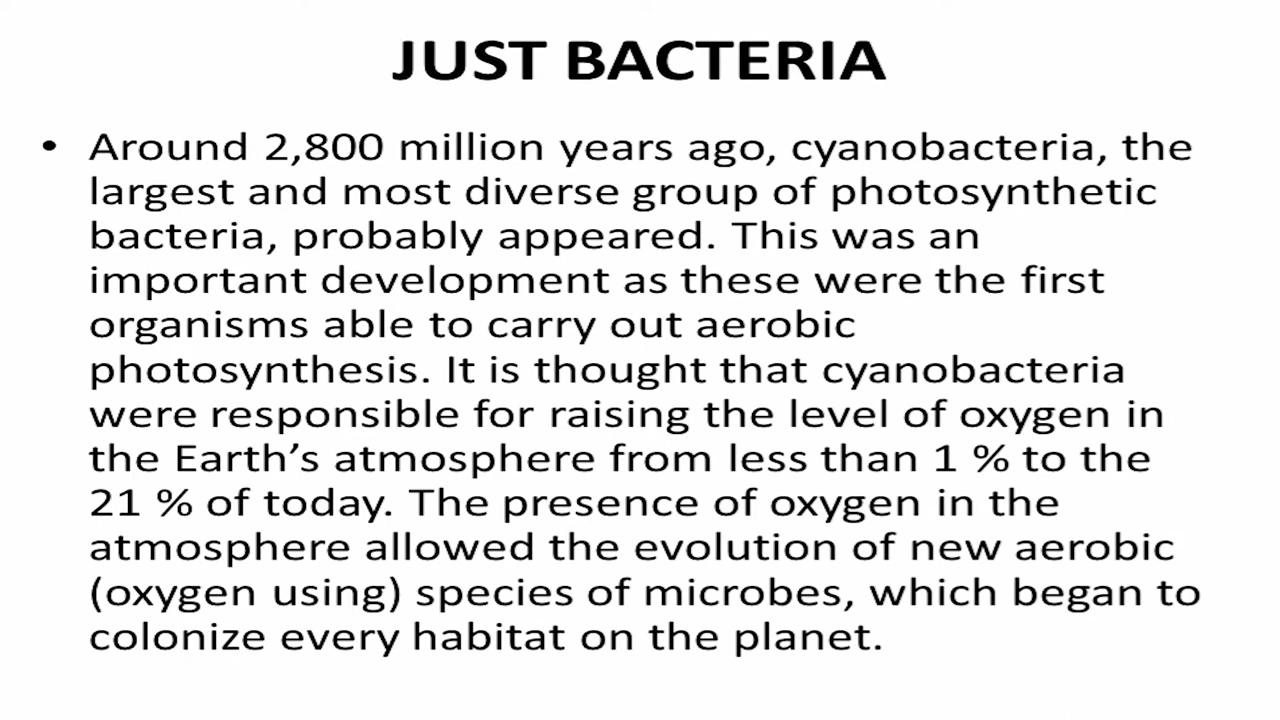 JUST BACTERIA
• Around 2,800 million years ago, cyanobacteria, the
largest and most diverse group of photosynthetic
bacteria, probably appeared. This was an
important development as these were the first
organisms able to carry out aerobic
photosynthesis. It is thought that cyanobacteria
were responsible for raising the level of oxygen in
the Earth’s atmosphere from less than 1 % to the
21 % of today. The presence of oxygen in the
atmosphere allowed the evolution of new aerobic
(oxygen using) species of microbes, which began to
colonize every habitat on the planet.